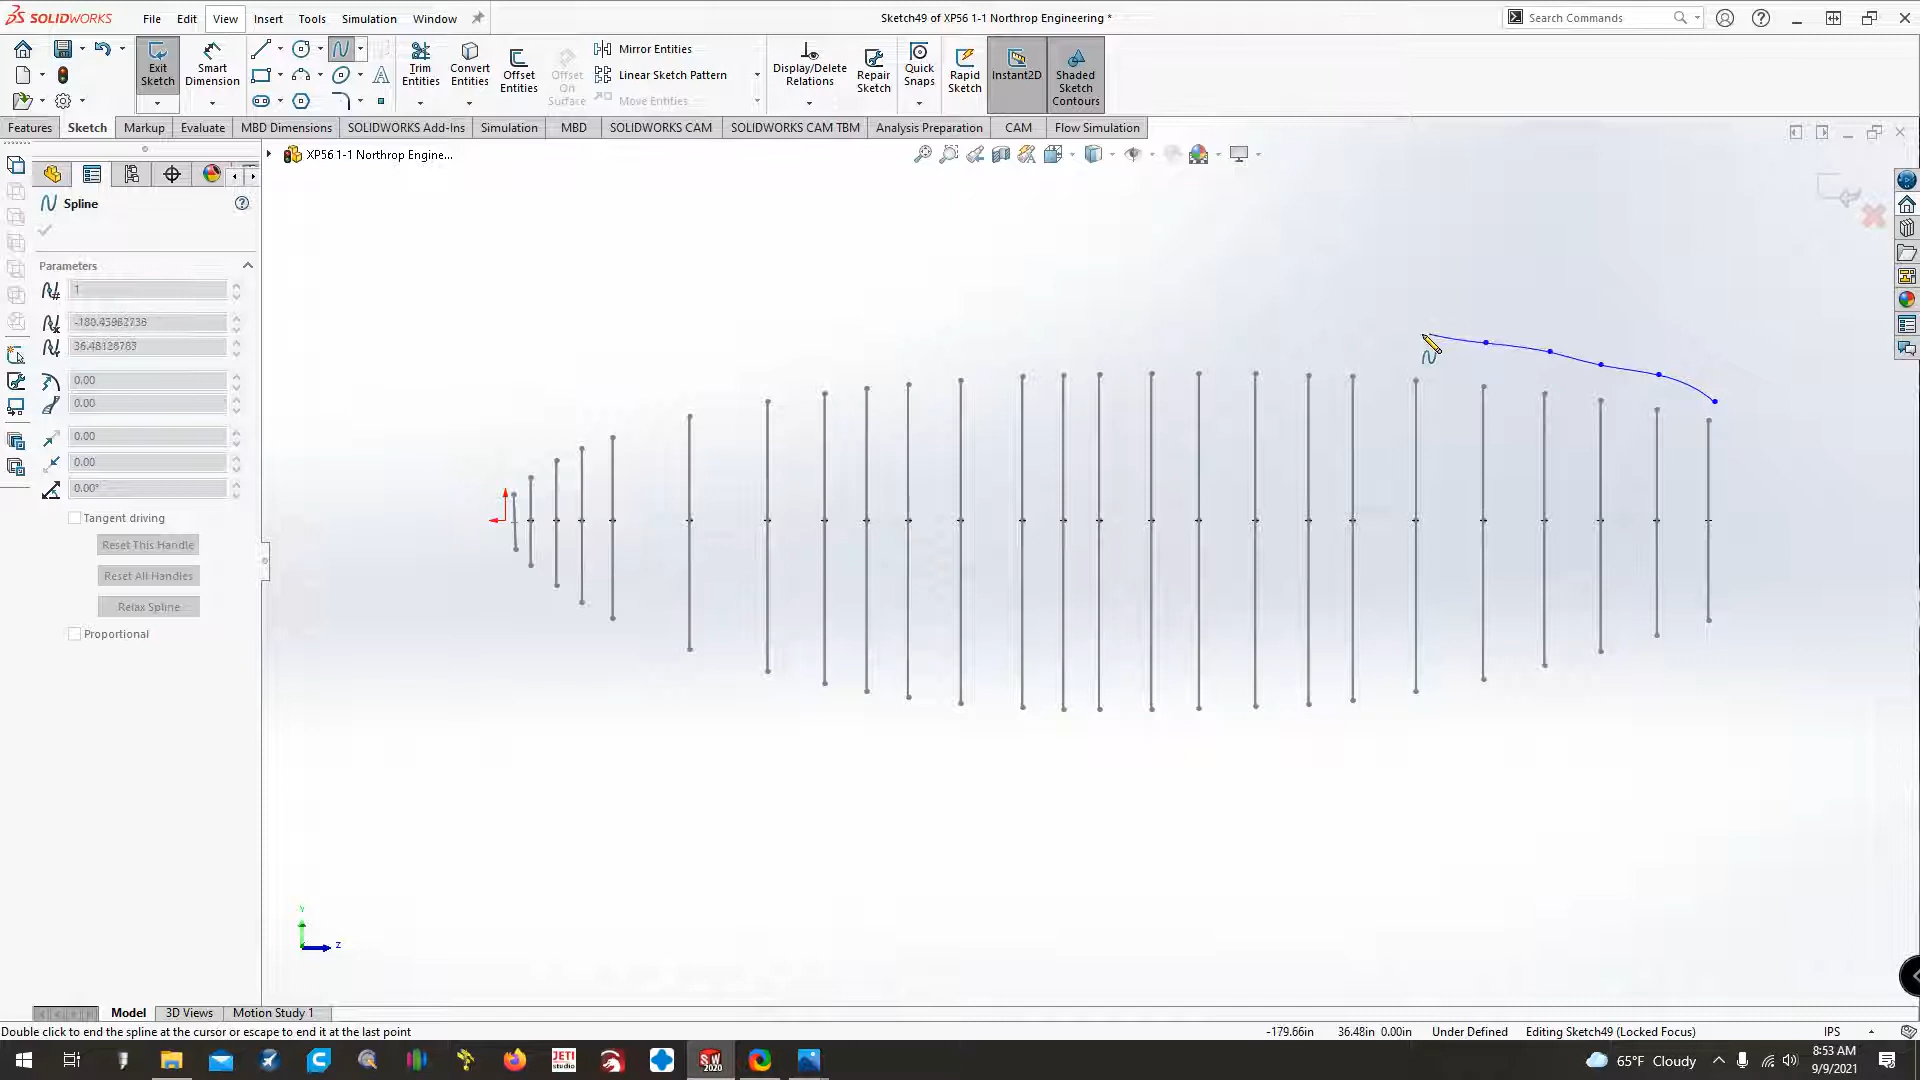 SOLIDWORKS File Edit View Insert Tools Simulation Window Sketch49 of XP56 1-1 Northrop Engineering * Search Commands
Exit Sketch Smart Dimension Trim Entities Convert Entities Offset Entities Offset On Surface Mirror Entities Linear Sketch Pattern Move Entities Display/Delete Relations Repair Sketch Quick Snaps Rapid Sketch Instant2D Shaded Sketch Contours
Features Sketch Markup Evaluate MBD Dimensions SOLIDWORKS Add-Ins Simulation MBD SOLIDWORKS CAM SOLIDWORKS CAM TBM Analysis Preparation CAM Flow Simulation
XP56 1-1 Northrop Engine...
Spline
Parameters
1
-180.43962736
36.48128783
0.00
0.00
0.00
0.00
0.00°
Tangent driving
Reset This Handle
Reset All Handles
Relax Spline
Proportional
Y
Z
Model 3D Views Motion Study 1
Double click to end the spline at the cursor or escape to end it at the last point -179.66in 36.48in 0.00in Under Defined Editing Sketch49 (Locked Focus) IPS
JETI studio SW 2020 65°F Cloudy 8:53 AM
9/9/2021